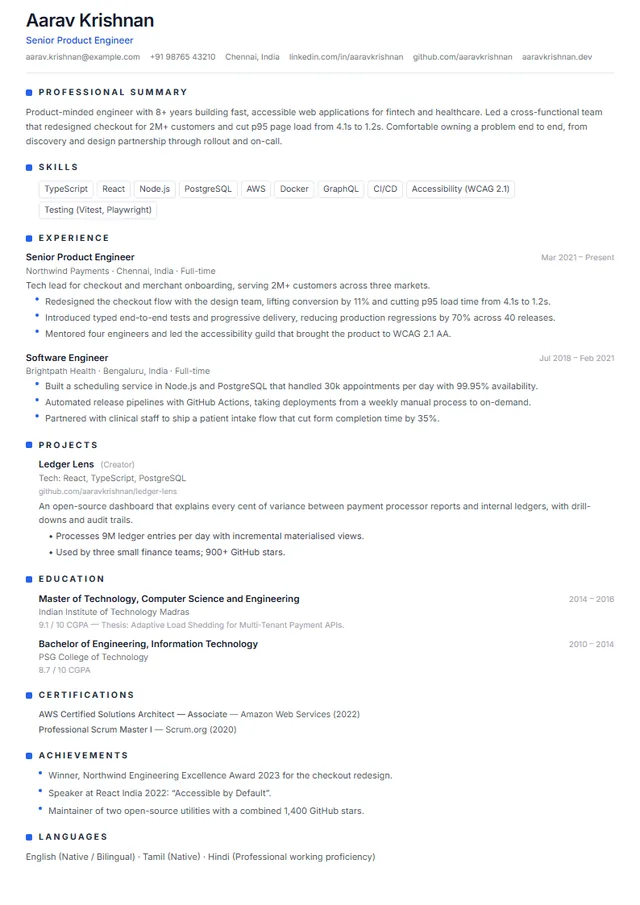 Aarav Krishnan
Senior Product Engineer
aarav.krishnan@example.com +91 98765 43210 Chennai, India linkedin.com/in/aaravkrishnan github.com/aaravkrishnan aaravkrishnan.dev
PROFESSIONAL SUMMARY
Product-minded engineer with 8+ years building fast, accessible web applications for fintech and healthcare. Led a cross-functional team
that redesigned checkout for 2M+ customers and cut p95 page load from 4.1s to 1.2s. Comfortable owning a problem end to end, from
discovery and design partnership through rollout and on-call.
SKILLS
TypeScript React Node.js PostgreSQL AWS Docker GraphQL CI/CD Accessibility (WCAG 2.1)
Testing (Vitest, Playwright)
EXPERIENCE
Senior Product Engineer Mar 2021 – Present
Northwind Payments · Chennai, India · Full-time
Tech lead for checkout and merchant onboarding, serving 2M+ customers across three markets.
• Redesigned the checkout flow with the design team, lifting conversion by 11% and cutting p95 load time from 4.1s to 1.2s.
• Introduced typed end-to-end tests and progressive delivery, reducing production regressions by 70% across 40 releases.
• Mentored four engineers and led the accessibility guild that brought the product to WCAG 2.1 AA.
Software Engineer Jul 2018 – Feb 2021
Brightpath Health · Bengaluru, India · Full-time
• Built a scheduling service in Node.js and PostgreSQL that handled 30k appointments per day with 99.95% availability.
• Automated release pipelines with GitHub Actions, taking deployments from a weekly manual process to on-demand.
• Partnered with clinical staff to ship a patient intake flow that cut form completion time by 35%.
PROJECTS
Ledger Lens (Creator)
Tech: React, TypeScript, PostgreSQL
github.com/aaravkrishnan/ledger-lens
An open-source dashboard that explains every cent of variance between payment processor reports and internal ledgers, with drill-
downs and audit trails.
• Processes 9M ledger entries per day with incremental materialised views.
• Used by three small finance teams; 900+ GitHub stars.
EDUCATION
Master of Technology, Computer Science and Engineering 2014 – 2016
Indian Institute of Technology Madras
9.1 / 10 CGPA — Thesis: Adaptive Load Shedding for Multi-Tenant Payment APIs.
Bachelor of Engineering, Information Technology 2010 – 2014
PSG College of Technology
8.7 / 10 CGPA
CERTIFICATIONS
AWS Certified Solutions Architect — Associate — Amazon Web Services (2022)
Professional Scrum Master I — Scrum.org (2020)
ACHIEVEMENTS
• Winner, Northwind Engineering Excellence Award 2023 for the checkout redesign.
• Speaker at React India 2022: “Accessible by Default”.
• Maintainer of two open-source utilities with a combined 1,400 GitHub stars.
LANGUAGES
English (Native / Bilingual) · Tamil (Native) · Hindi (Professional working proficiency)